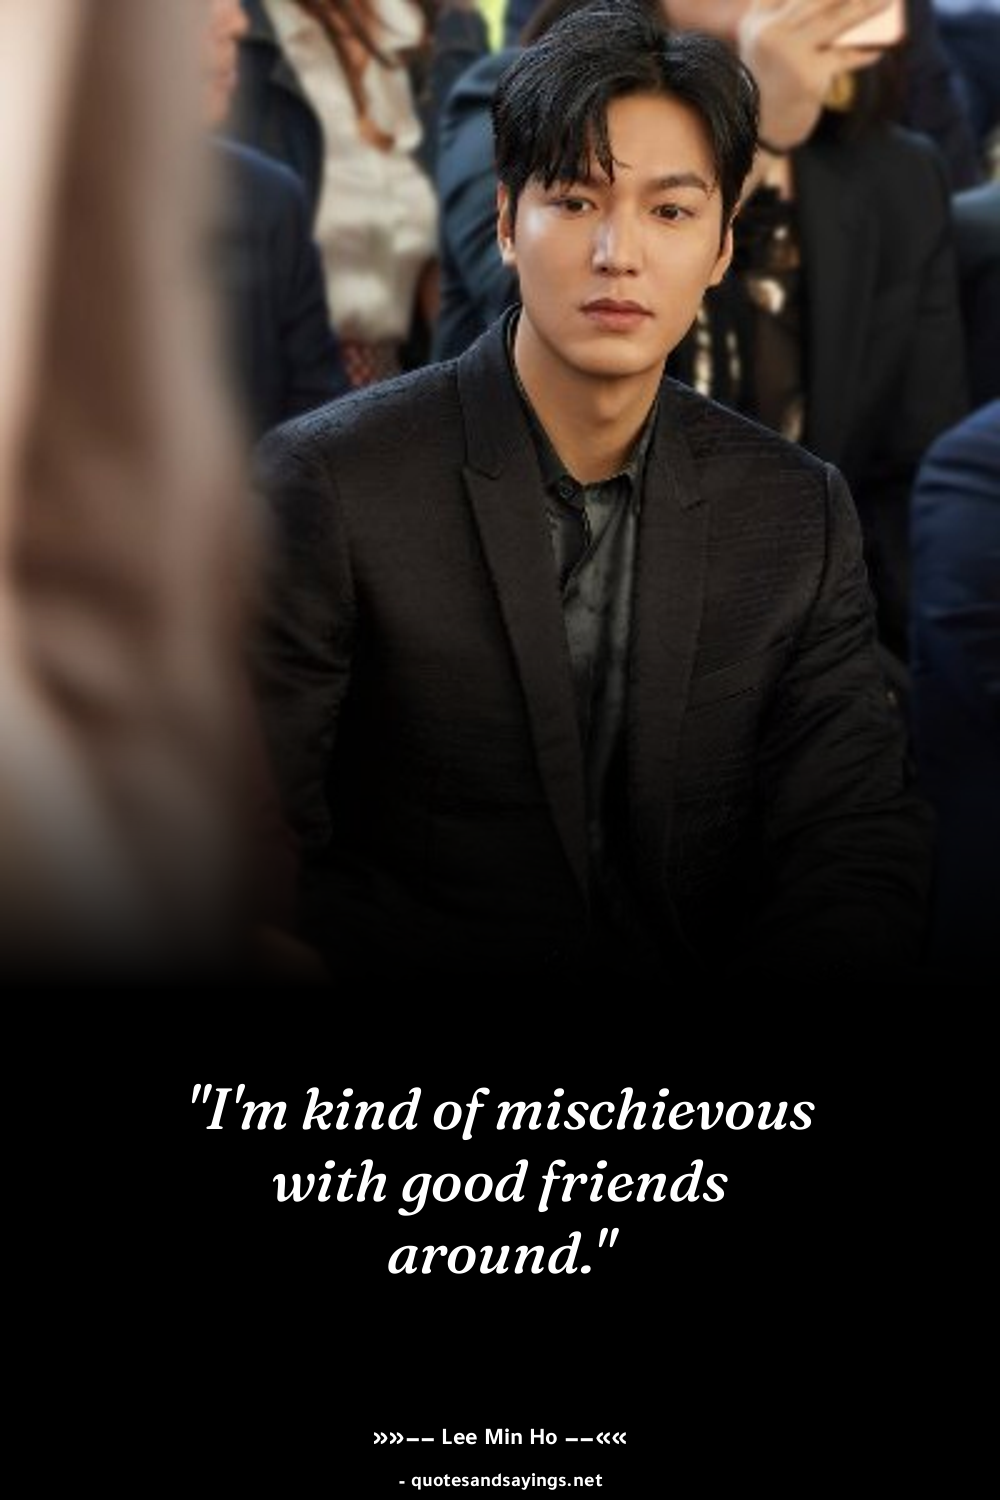 "I'm kind of mischievous
with good friends
around."
»»−− Lee Min Ho −−««
- quotesandsayings.net